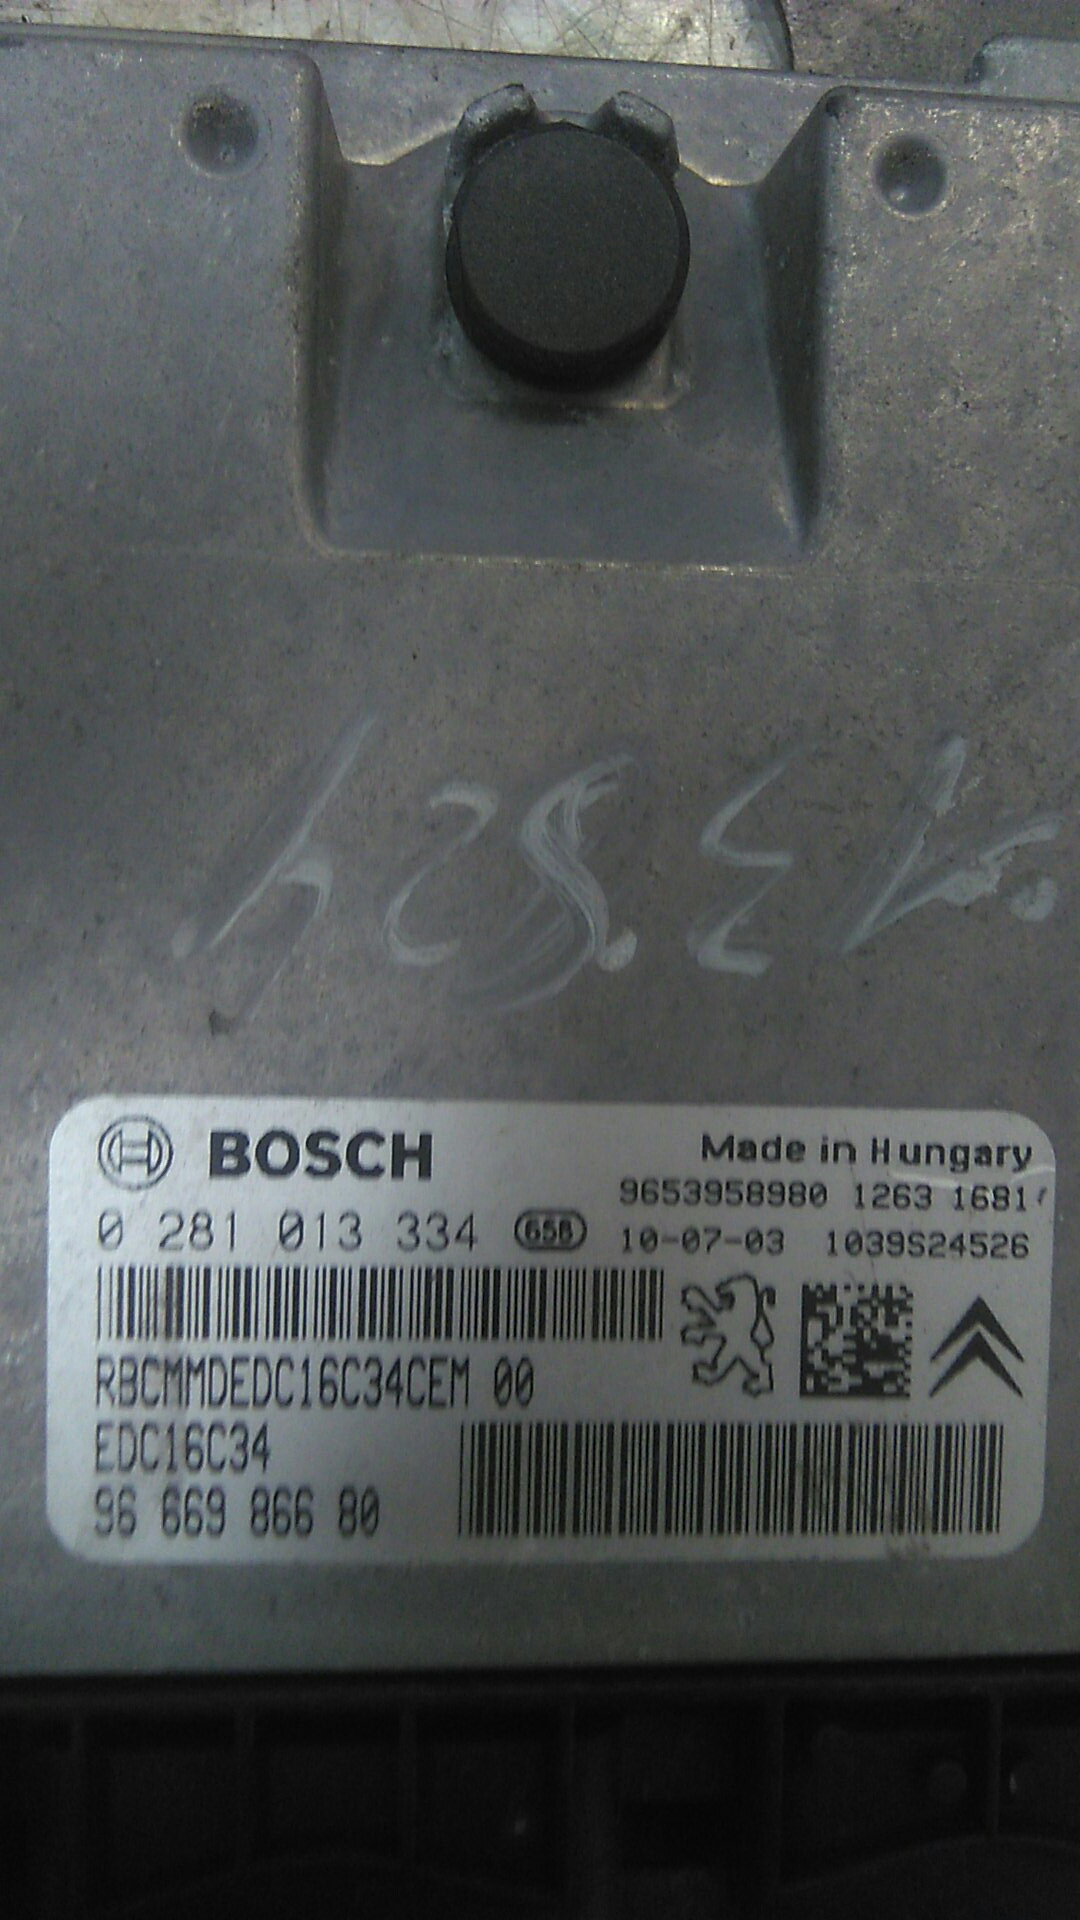 BOSCH
Made in Hungary
9653958980 1263 1681
0 281 013 334 658
10-07-03 1039S24526
RBCMMDEDC16C34CEM 00
EDC16C34
96 669 866 80